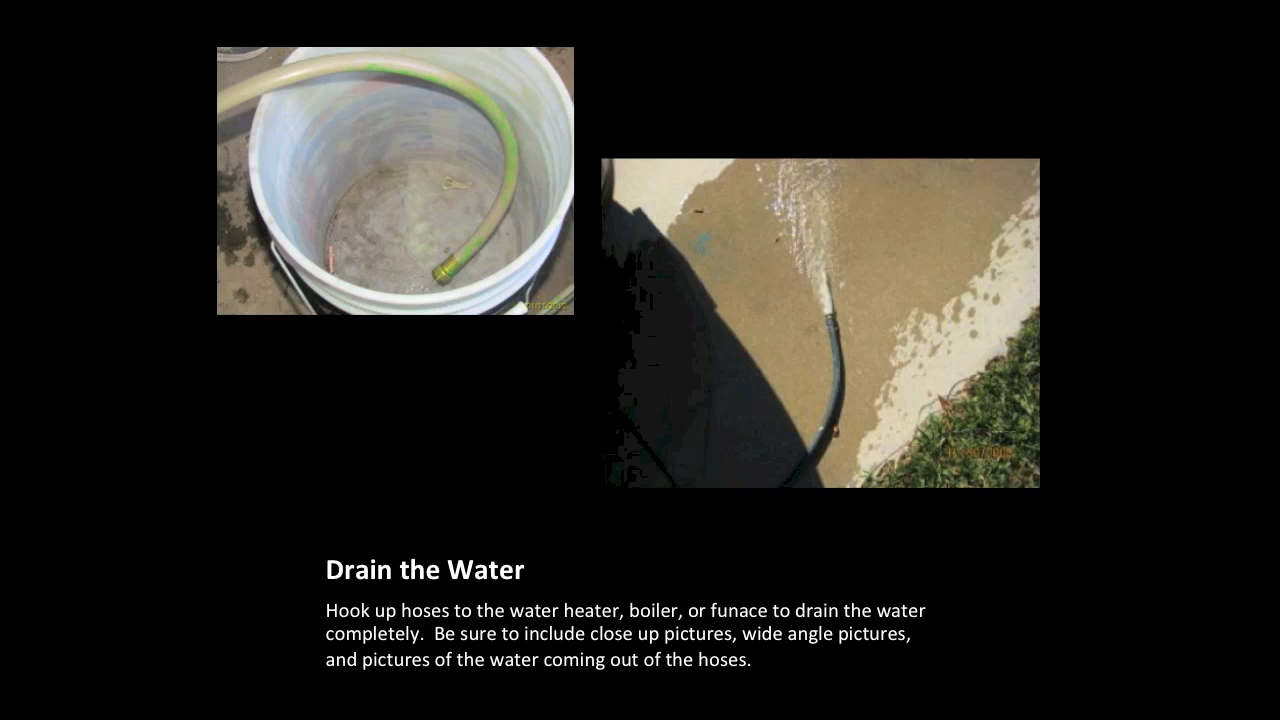 Drain the Water
Hook up hoses to the water heater, boiler, or funace to drain the water
completely.  Be sure to include close up pictures, wide angle pictures,
and pictures of the water coming out of the hoses.